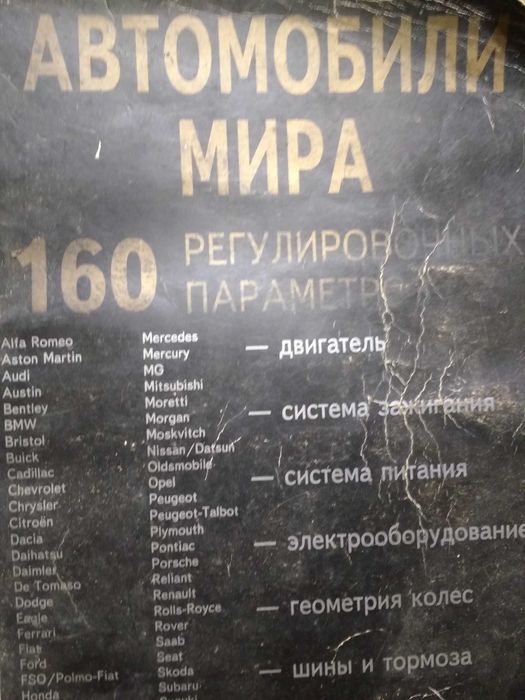 АВТОМОБИЛИ
МИРА
160
РЕГУЛИРОВОЧНЫХ
ПАРАМЕТРОВ
Alfa Romeo
Aston Martin
Audi
Austin
Bentley
BMW
Bristol
Buick
Cadillac
Chevrolet
Chrysler
Citroën
Dacia
Daihatsu
Daimler
De Tomaso
Dodge
Eagle
Ferrari
Fiat
Ford
FSO/Polmo-Fiat
Honda
Mercedes
Mercury
MG
Mitsubishi
Moretti
Morgan
Moskvitch
Nissan/Datsun
Oldsmobile
Opel
Peugeot
Peugeot-Talbot
Plymouth
Pontiac
Porsche
Reliant
Renault
Rolls-Royce
Rover
Saab
Seat
Skoda
Subaru
Suzuki
— двигатель
— система зажигания
— система питания
— электрооборудование
— геометрия колес
— шины и тормоза